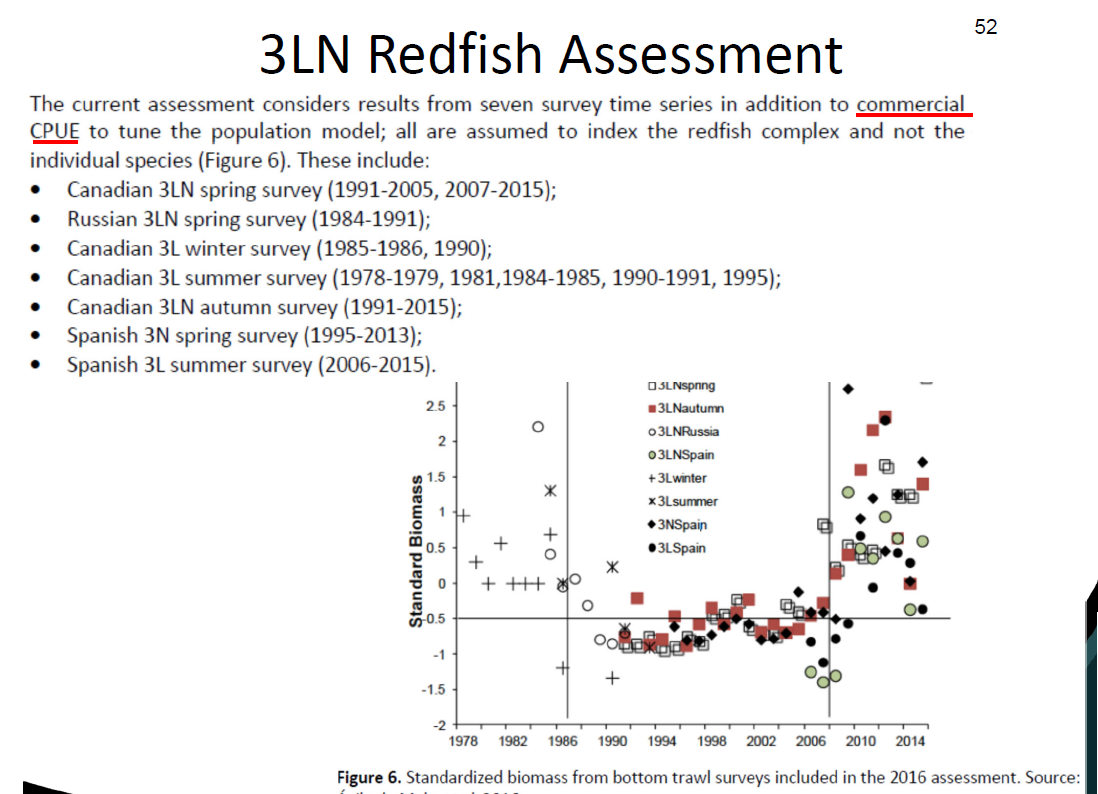 52
3LN Redfish Assessment
The current assessment considers results from seven survey time series in addition to commercial
CPUE to tune the population model; all are assumed to index the redfish complex and not the
individual species (Figure 6). These include:
• Canadian 3LN spring survey (1991-2005, 2007-2015);
• Russian 3LN spring survey (1984-1991);
• Canadian 3L winter survey (1985-1986, 1990);
• Canadian 3L summer survey (1978-1979, 1981,1984-1985, 1990-1991, 1995);
• Canadian 3LN autumn survey (1991-2015);
• Spanish 3N spring survey (1995-2013);
• Spanish 3L summer survey (2006-2015).
3LNspring
3LNautumn
3LNRussia
3LNSpain
3Lwinter
3Lsummer
3NSpain
3LSpain
Standard Biomass
2.5
2
1.5
1
0.5
0
-0.5
-1
-1.5
-2
1978 1982 1986 1990 1994 1998 2002 2006 2010 2014
Figure 6. Standardized biomass from bottom trawl surveys included in the 2016 assessment. Source: